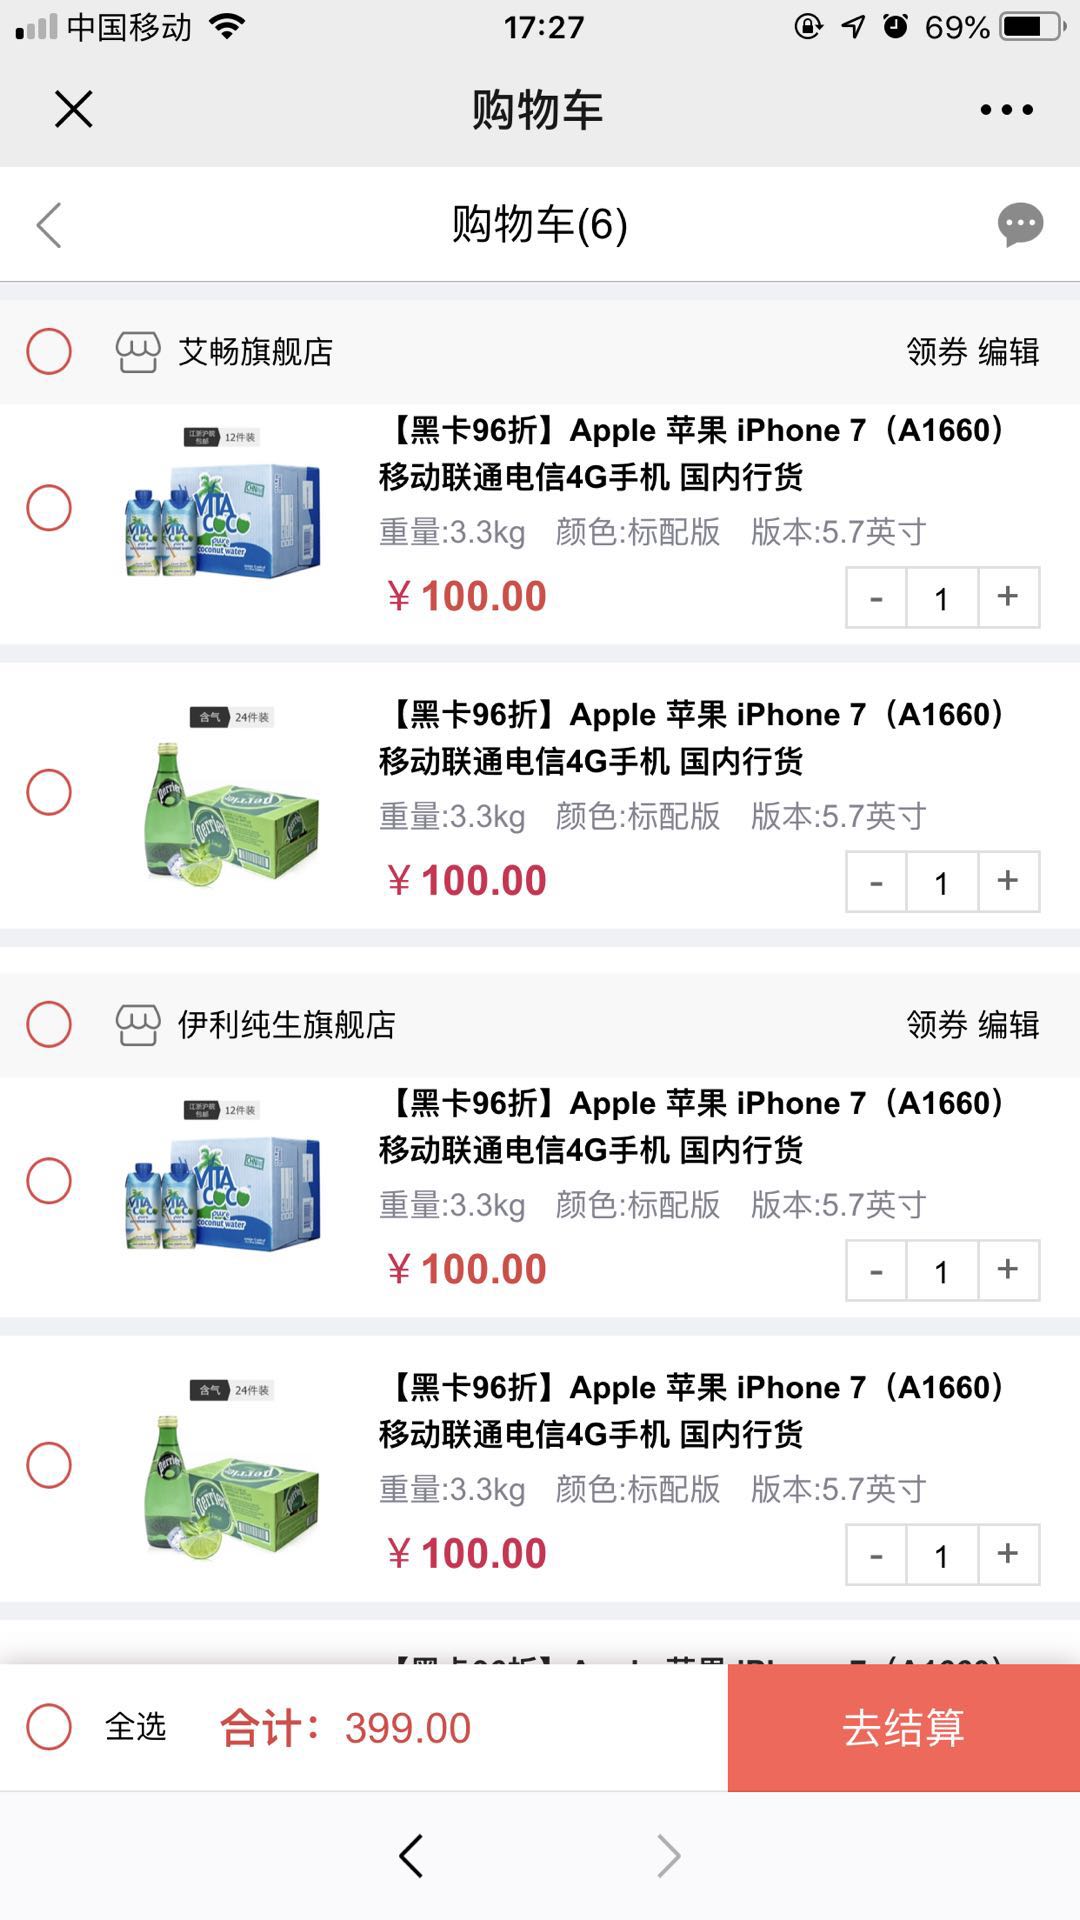 中国移动 17:27 69%
购物车
购物车(6)
艾畅旗舰店 领券 编辑
江浙沪皖包邮 12件装
VITA COCO
pure coconut water
【黑卡96折】Apple 苹果 iPhone 7（A1660）
移动联通电信4G手机 国内行货
重量:3.3kg 颜色:标配版 版本:5.7英寸
¥ 100.00 - 1 +
含气 24件装
perrier
【黑卡96折】Apple 苹果 iPhone 7（A1660）
移动联通电信4G手机 国内行货
重量:3.3kg 颜色:标配版 版本:5.7英寸
¥ 100.00 - 1 +
伊利纯生旗舰店 领券 编辑
江浙沪皖包邮 12件装
VITA COCO
pure coconut water
【黑卡96折】Apple 苹果 iPhone 7（A1660）
移动联通电信4G手机 国内行货
重量:3.3kg 颜色:标配版 版本:5.7英寸
¥ 100.00 - 1 +
含气 24件装
perrier
【黑卡96折】Apple 苹果 iPhone 7（A1660）
移动联通电信4G手机 国内行货
重量:3.3kg 颜色:标配版 版本:5.7英寸
¥ 100.00 - 1 +
全选 合计：399.00 去结算